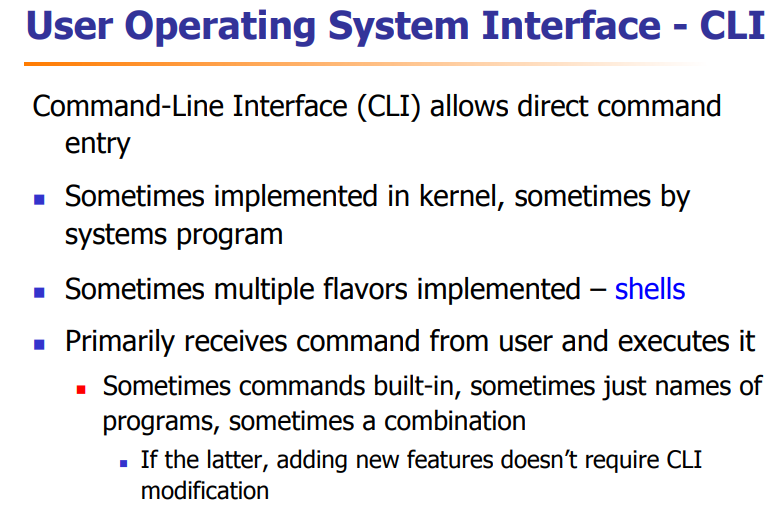 User Operating System Interface - CLI
Command-Line Interface (CLI) allows direct command
entry
Sometimes implemented in kernel, sometimes by
systems program
Sometimes multiple flavors implemented – shells
Primarily receives command from user and executes it
Sometimes commands built-in, sometimes just names of
programs, sometimes a combination
If the latter, adding new features doesn’t require CLI
modification